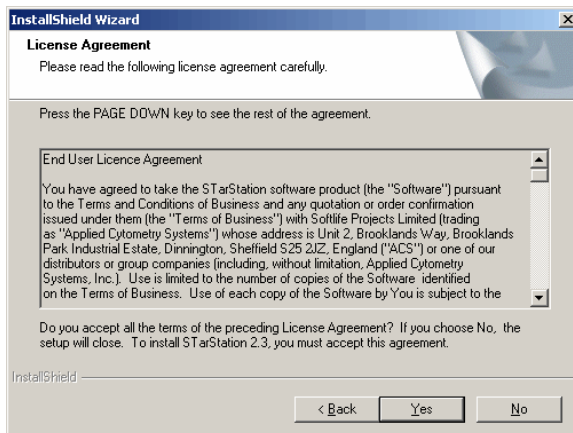 InstallShield Wizard
License Agreement
Please read the following license agreement carefully.
Press the PAGE DOWN key to see the rest of the agreement.
End User Licence Agreement
You have agreed to take the STarStation software product (the "Software") pursuant
to the Terms and Conditions of Business and any quotation or order confirmation
issued under them (the "Terms of Business") with Softlife Projects Limited (trading
as "Applied Cytometry Systems") whose address is Unit 2, Brooklands Way, Brooklands
Park Industrial Estate, Dinnington, Sheffield S25 2JZ, England ("ACS") or one of our
distributors or group companies (including, without limitation, Applied Cytometry
Systems, Inc.). Use is limited to the number of copies of the Software identified
on the Terms of Business. Use of each copy of the Software by You is subject to the
Do you accept all the terms of the preceding License Agreement? If you choose No, the
setup will close. To install STarStation 2.3, you must accept this agreement.
InstallShield
< Back
Yes
No